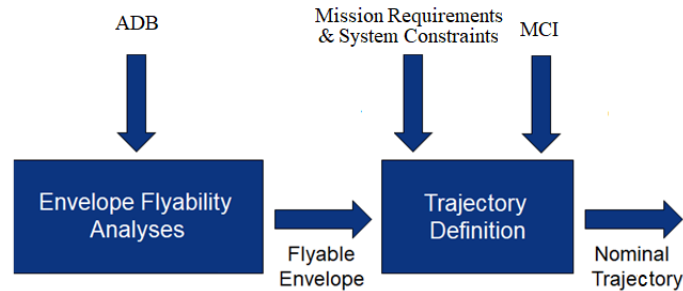 ADB
Mission Requirements
& System Constraints
MCI
Envelope Flyability
Analyses
Flyable
Envelope
Trajectory
Definition
Nominal
Trajectory